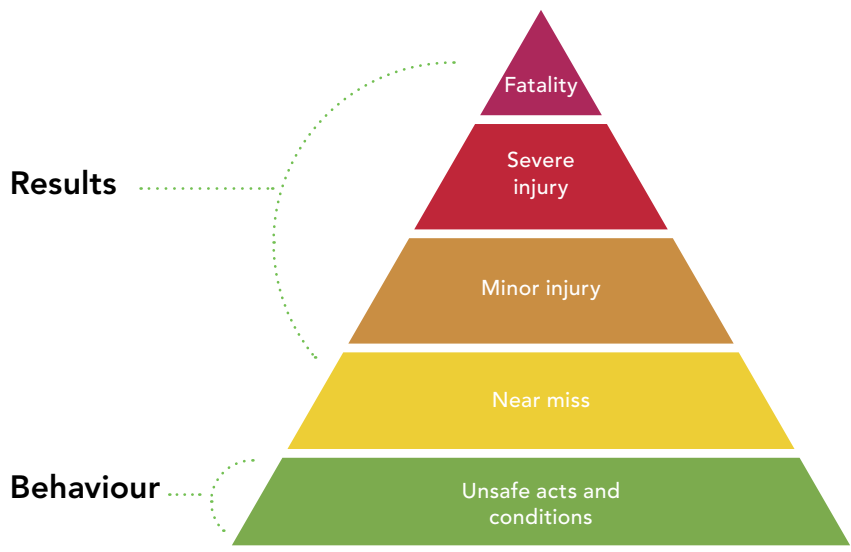 Fatality
Severe
injury
Results
Minor injury
Near miss
Behaviour
Unsafe acts and
conditions